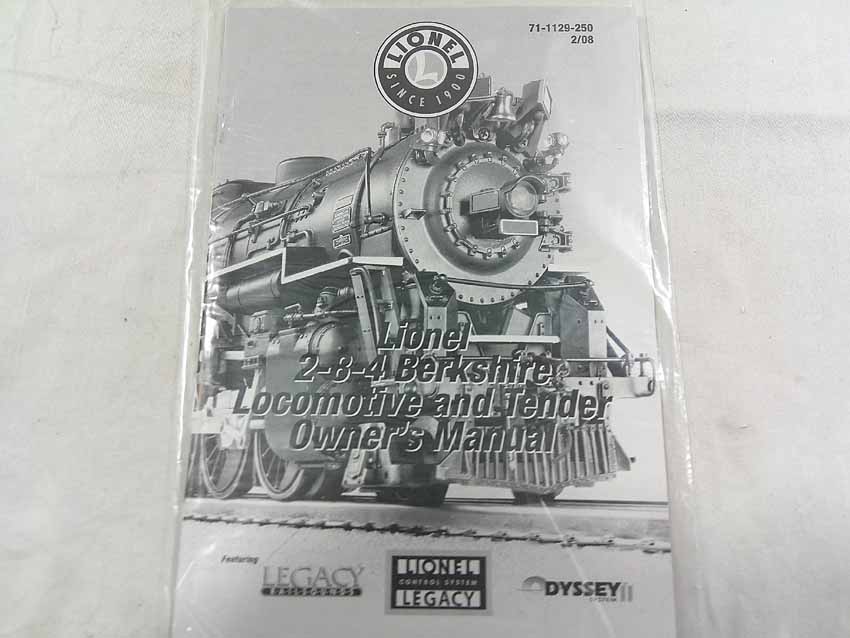 71-1129-250
2/08
LIONEL
L
SINCE 1900
Lionel
2-8-4 Berkshire
Locomotive and Tender
Owner's Manual
Featuring
LEGACY
RAILSOUNDS
LIONEL
CONTROL SYSTEM
LEGACY
ODYSSEY II
SYSTEM